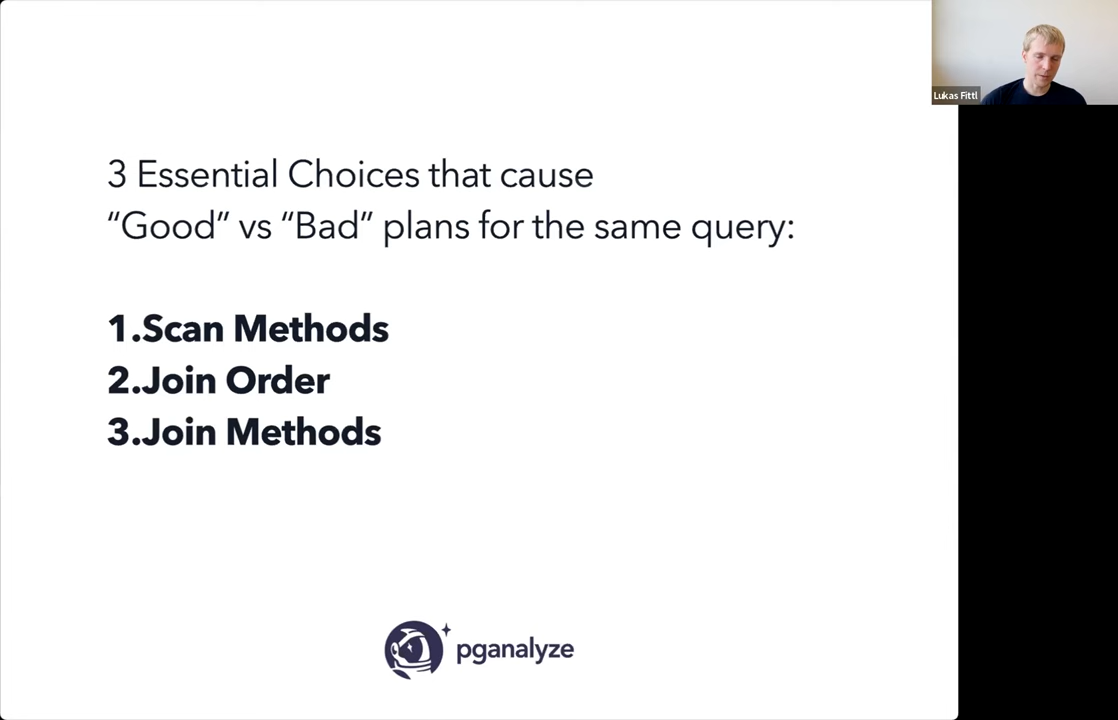 Lukas Fittl
3 Essential Choices that cause
“Good” vs “Bad” plans for the same query:
1.Scan Methods
2.Join Order
3.Join Methods
pganalyze